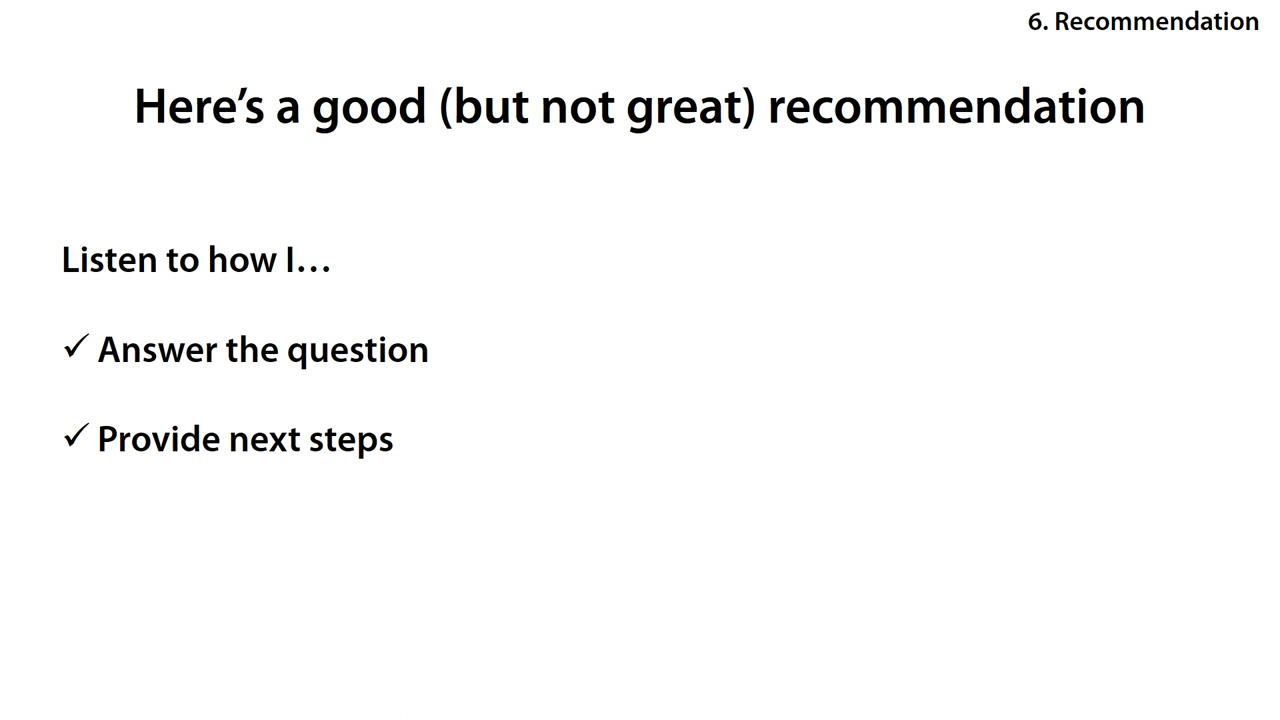 6. Recommendation
Here’s a good (but not great) recommendation
Listen to how I…
✓ Answer the question
✓ Provide next steps